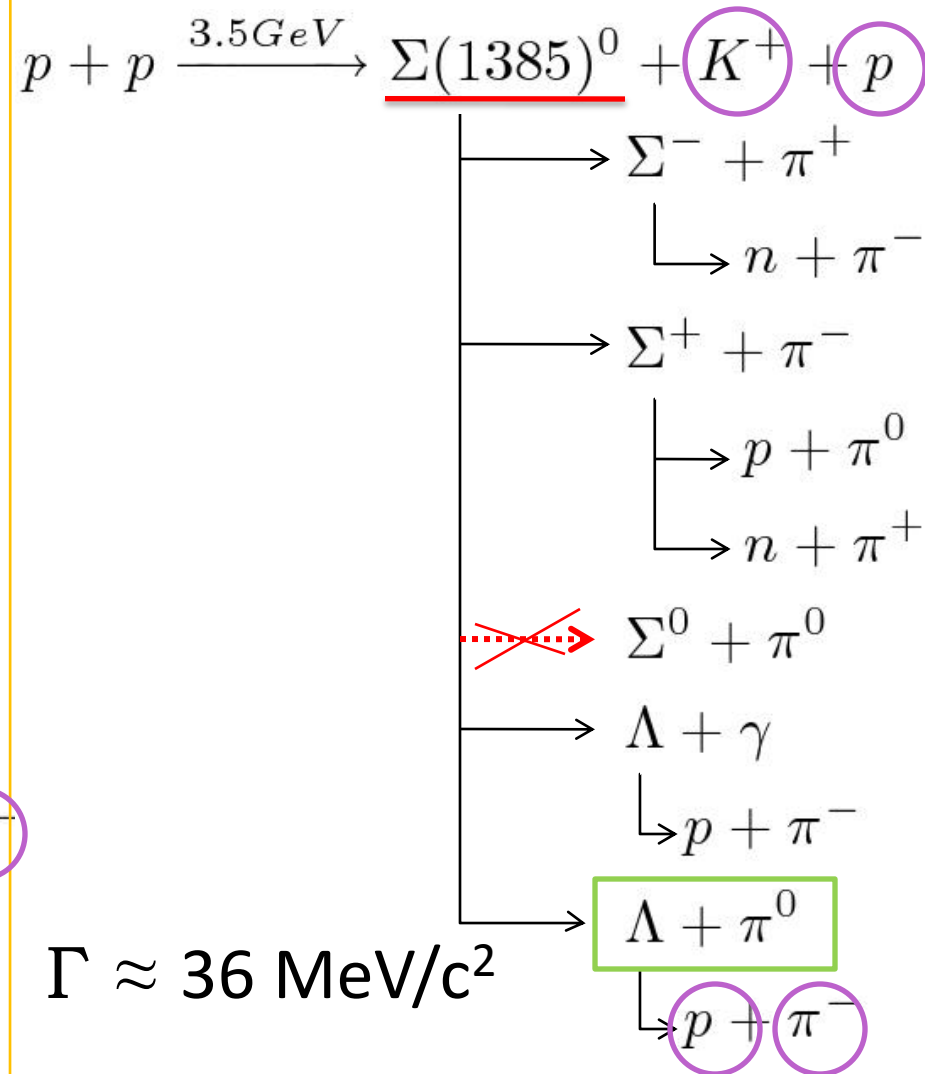 p + p 3.5GeV → Σ(1385)⁰ + K⁺ + p
→ Σ⁻ + π⁺
→ n + π⁻
→ Σ⁺ + π⁻
→ p + π⁰
→ n + π⁺
Σ⁰ + π⁰
→ Λ + γ
→ p + π⁻
→ Λ + π⁰
Γ ≈ 36 MeV/c²
→ p + π⁻